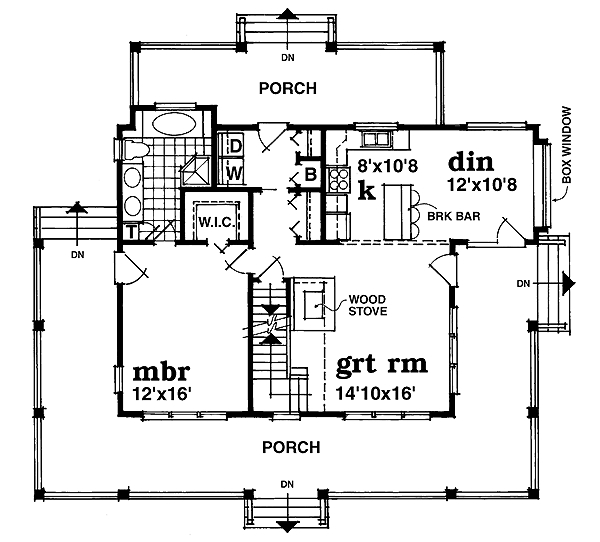 DN
PORCH
BOX WINDOW
D
W
B
8'x10'8
k
din
12'x10'8
BRK BAR
W.I.C.
T
DN
DN
WOOD
STOVE
mbr
12'x16'
grt rm
14'10x16'
PORCH
DN